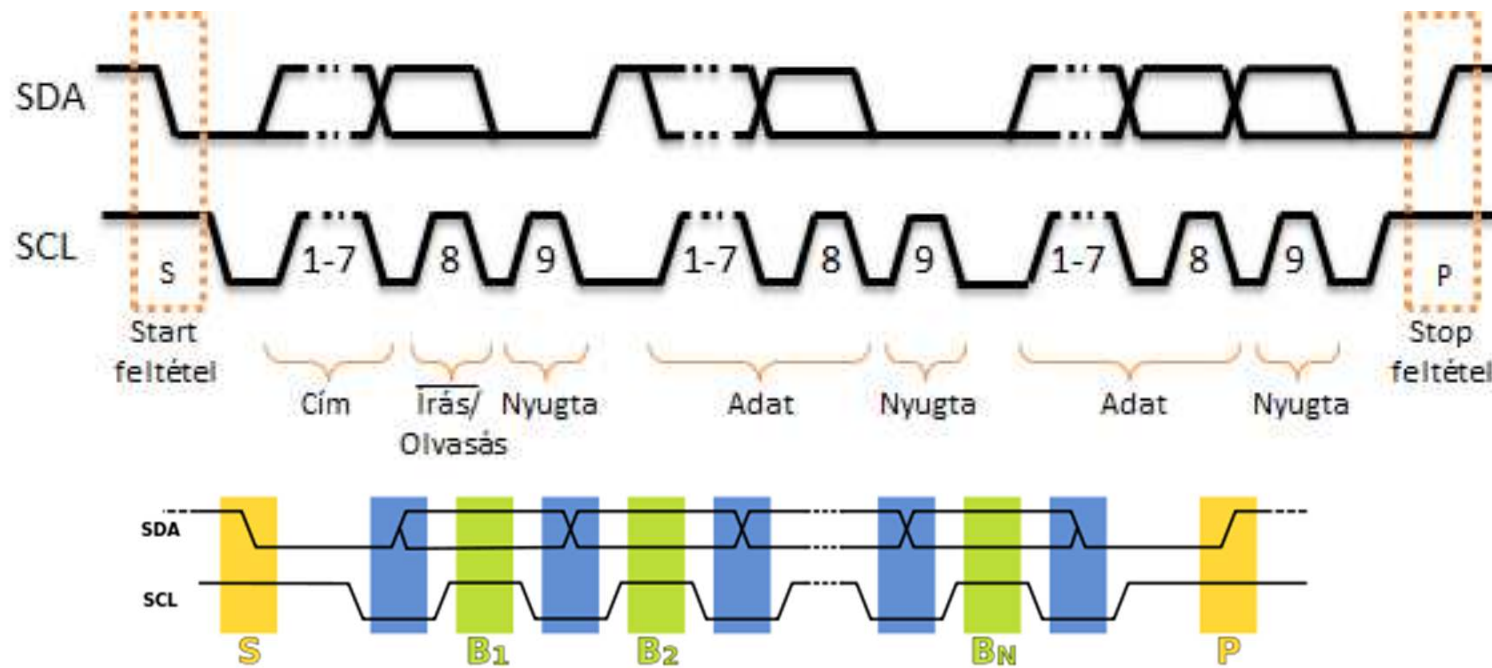 SDA
SCL
S 1-7 8 9 1-7 8 9 1-7 8 9 P
Start
feltétel
Cím
Írás/
Olvasás
Nyugta
Adat
Nyugta
Adat
Nyugta
Stop
feltétel
SDA
SCL
S B1 B2 BN P